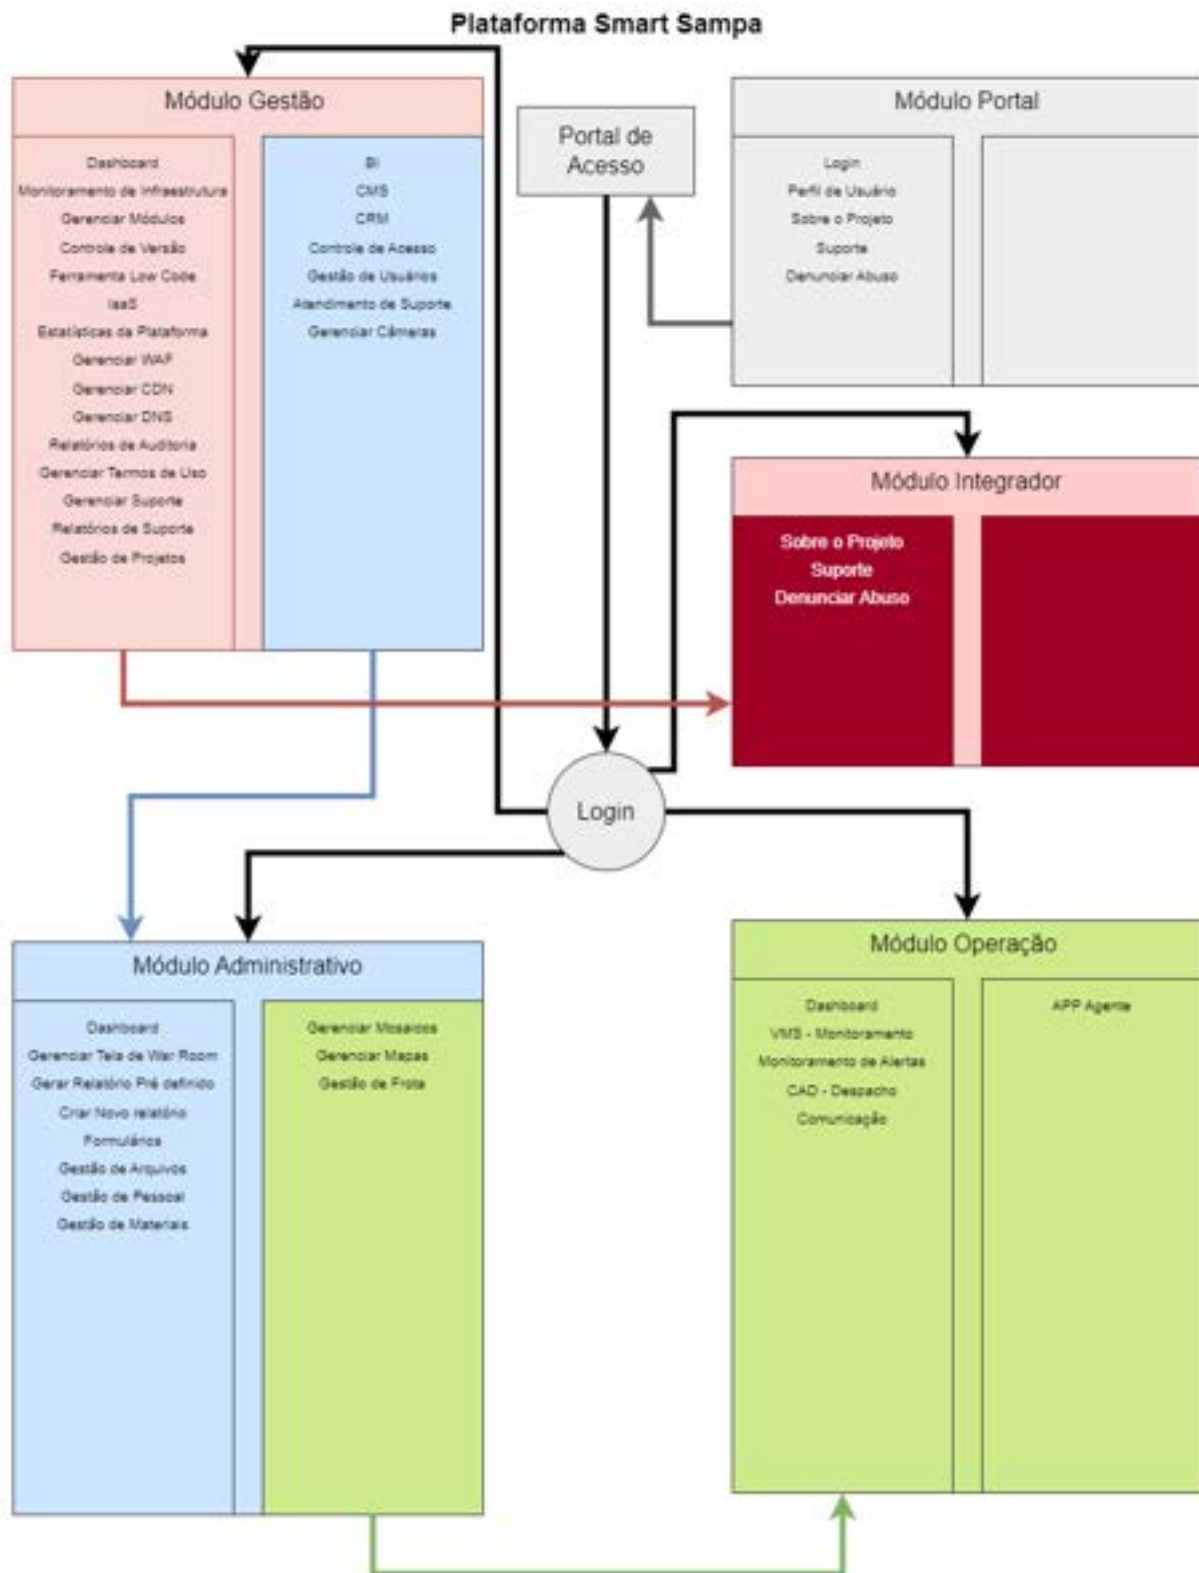 Plataforma Smart Sampa
Módulo Gestão
Dashboard
Monitoramento de Infraestrutura
Gerenciar Módulos
Controle de Versão
Ferramenta Low Code
IaaS
Estatísticas da Plataforma
Gerenciar WAF
Gerenciar CDN
Gerenciar DNS
Relatórios de Auditoria
Gerenciar Termos de Uso
Gerenciar Suporte
Relatórios de Suporte
Gestão de Projetos
BI
CMS
CRM
Controle de Acesso
Gestão de Usuários
Atendimento de Suporte
Gerenciar Câmeras
Portal de
Acesso
Módulo Portal
Login
Perfil de Usuário
Sobre o Projeto
Suporte
Denunciar Abuso
Módulo Integrador
Sobre o Projeto
Suporte
Denunciar Abuso
Login
Módulo Administrativo
Dashboard
Gerenciar Tela de War Room
Gerar Relatório Pré definido
Criar Novo relatório
Formulários
Gestão de Arquivos
Gestão de Pessoal
Gestão de Materiais
Gerenciar Mosaicos
Gerenciar Mapas
Gestão de Frota
Módulo Operação
Dashboard
VMS - Monitoramento
Monitoramento de Alertas
CAD - Despacho
Comunicação
APP Agente